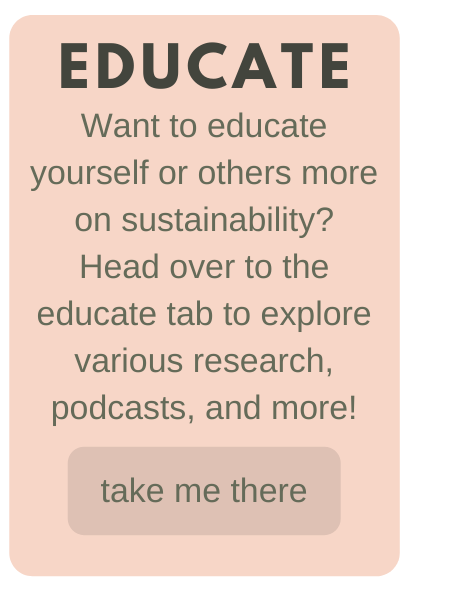 EDUCATE
Want to educate
yourself or others more
on sustainability?
Head over to the
educate tab to explore
various research,
podcasts, and more!
take me there